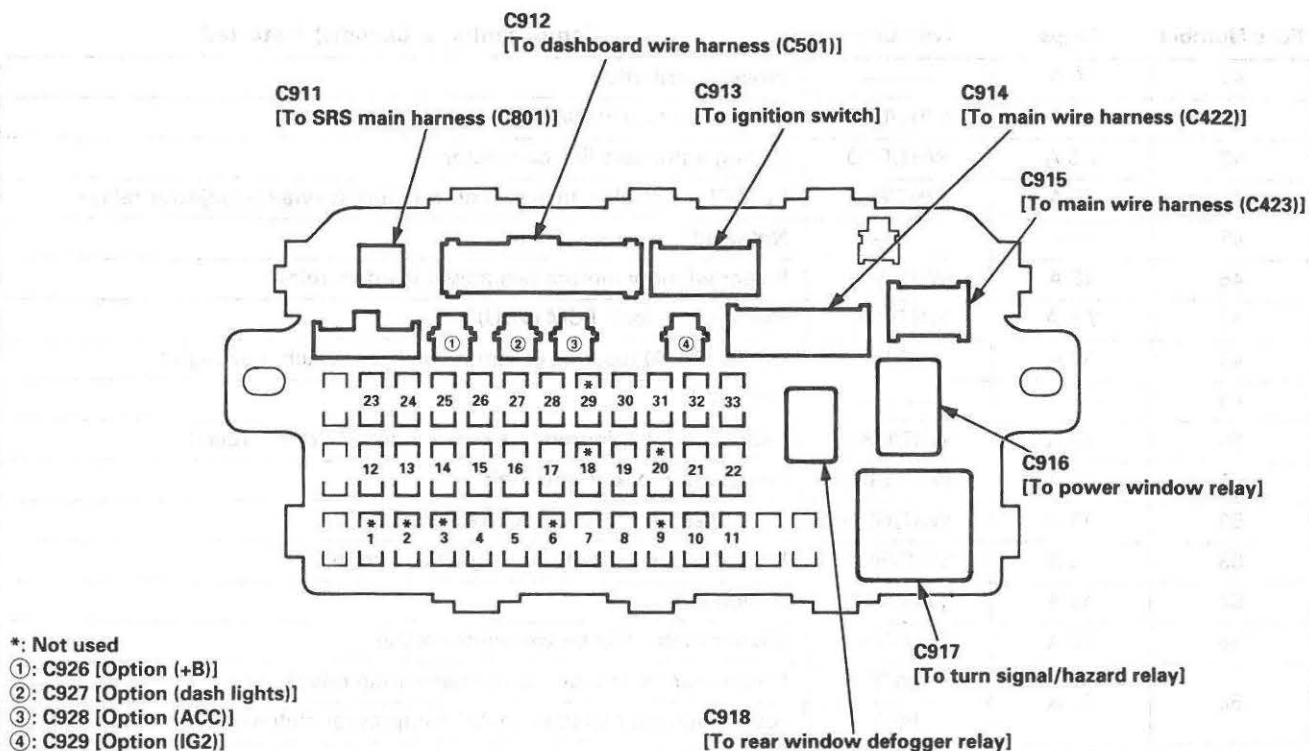 C912
[To dashboard wire harness (C501)]
C911
[To SRS main harness (C801)]
C913
[To ignition switch]
C914
[To main wire harness (C422)]
C915
[To main wire harness (C423)]
① ② ③ ④
*
23 24 25 26 27 28 29 30 31 32 33
* *
12 13 14 15 16 17 18 19 20 21 22
* * * * *
1 2 3 4 5 6 7 8 9 10 11
C916
[To power window relay]
C917
[To turn signal/hazard relay]
C918
[To rear window defogger relay]
*: Not used
①: C926 [Option (+B)]
②: C927 [Option (dash lights)]
③: C928 [Option (ACC)]
④: C929 [Option (IG2)]